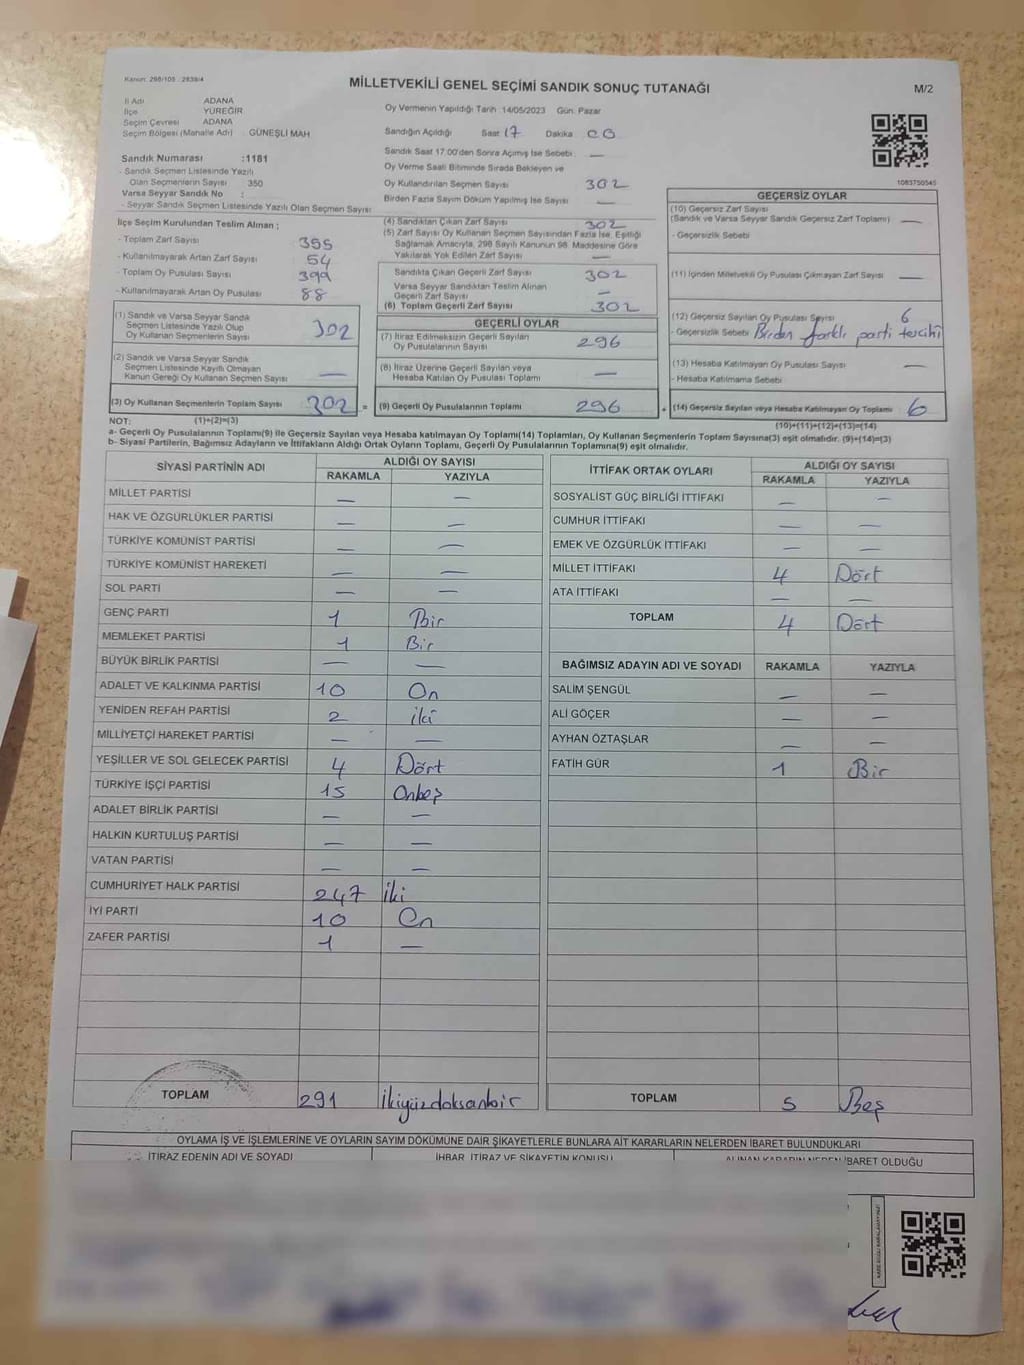 Kanun: 298/105 : 2839/4
MİLLETVEKİLİ GENEL SEÇİMİ SANDIK SONUÇ TUTANAĞI
M/2
İl Adı ADANA
İlçe YÜREĞİR
Seçim Çevresi ADANA
Seçim Bölgesi (Mahalle Adı) : GÜNEŞLİ MAH
Sandık Numarası :1181
- Sandık Seçmen Listesinde Yazılı
Olan Seçmenlerin Sayısı 350
Varsa Seyyar Sandık No :
- Seyyar Sandık Seçmen Listesinde Yazılı Olan Seçmen Sayısı :
Oy Vermenin Yapıldığı Tarih : 14/05/2023 Gün: Pazar
Sandığın Açıldığı Saat 17 Dakika 00
Sandık Saat 17:00'den Sonra Açılmış İse Sebebi : —
Oy Verme Saati Bitiminde Sırada Bekleyen ve
Oy Kullandırılan Seçmen Sayısı 302
Birden Fazla Sayım Döküm Yapılmış İse Sayısı —
1083750545
İlçe Seçim Kurulundan Teslim Alınan ;
- Toplam Zarf Sayısı 355
- Kullanılmayarak Artan Zarf Sayısı 54
- Toplam Oy Pusulası Sayısı 399
- Kullanılmayarak Artan Oy Pusulası 88
(4) Sandıktan Çıkan Zarf Sayısı 302
(5) Zarf Sayısı Oy Kullanan Seçmen Sayısından Fazla İse, Eşitliği
Sağlamak Amacıyla, 298 Sayılı Kanunun 98. Maddesine Göre
Yakılarak Yok Edilen Zarf Sayısı —
Sandıkta Çıkan Geçerli Zarf Sayısı 302
Varsa Seyyar Sandıktan Teslim Alınan
Geçerli Zarf Sayısı —
(6) Toplam Geçerli Zarf Sayısı 302
GEÇERSİZ OYLAR
(10) Geçersiz Zarf Sayısı
(Sandık ve Varsa Seyyar Sandık Geçersiz Zarf Toplamı) —
- Geçersizlik Sebebi
(11) İçinden Milletvekili Oy Pusulası Çıkmayan Zarf Sayısı —
(12) Geçersiz Sayılan Oy Pusulası Sayısı 6
- Geçersizlik Sebebi Birden farklı parti tercihi
(13) Hesaba Katılmayan Oy Pusulası Sayısı —
- Hesaba Katılmama Sebebi
(1) Sandık ve Varsa Seyyar Sandık
Seçmen Listesinde Yazılı Olup
Oy Kullanan Seçmenlerin Sayısı 302
(2) Sandık ve Varsa Seyyar Sandık
Seçmen Listesinde Kayıtlı Olmayan
Kanun Gereği Oy Kullanan Seçmen Sayısı —
GEÇERLİ OYLAR
(7) İtiraz Edilmeksizin Geçerli Sayılan
Oy Pusulalarının Sayısı 296
(8) İtiraz Üzerine Geçerli Sayılan veya
Hesaba Katılan Oy Pusulası Toplamı —
(3) Oy Kullanan Seçmenlerin Toplam Sayısı 302 = (9) Geçerli Oy Pusulalarının Toplamı 296 + (14) Geçersiz Sayılan veya Hesaba Katılmayan Oy Toplamı 6
NOT: (1)+(2)=(3) (10)+(11)+(12)+(13)=(14)
a- Geçerli Oy Pusulalarının Toplamı(9) ile Geçersiz Sayılan veya Hesaba katılmayan Oy Toplamı(14) Toplamları, Oy Kullanan Seçmenlerin Toplam Sayısına(3) eşit olmalıdır. (9)+(14)=(3)
b- Siyasi Partilerin, Bağımsız Adayların ve İttifakların Aldığı Ortak Oyların Toplamı, Geçerli Oy Pusulalarının Toplamına(9) eşit olmalıdır.
SİYASİ PARTİNİN ADI ALDIĞI OY SAYISI
RAKAMLA YAZIYLA
MİLLET PARTİSİ — —
HAK VE ÖZGÜRLÜKLER PARTİSİ — —
TÜRKİYE KOMÜNİST PARTİSİ — —
TÜRKİYE KOMÜNİST HAREKETİ — —
SOL PARTİ — —
GENÇ PARTİ 1 Bir
MEMLEKET PARTİSİ 1 Bir
BÜYÜK BİRLİK PARTİSİ — —
ADALET VE KALKINMA PARTİSİ 10 On
YENİDEN REFAH PARTİSİ 2 iki
MİLLİYETÇİ HAREKET PARTİSİ — —
YEŞİLLER VE SOL GELECEK PARTİSİ 4 Dört
TÜRKİYE İŞÇİ PARTİSİ 15 Onbeş
ADALET BİRLİK PARTİSİ — —
HALKIN KURTULUŞ PARTİSİ — —
VATAN PARTİSİ — —
CUMHURİYET HALK PARTİSİ 247 iki
İYİ PARTİ 10 On
ZAFER PARTİSİ 1 —
TOPLAM 291 ikiyüzdoksanbir
İTTİFAK ORTAK OYLARI ALDIĞI OY SAYISI
RAKAMLA YAZIYLA
SOSYALİST GÜÇ BİRLİĞİ İTTİFAKI — —
CUMHUR İTTİFAKI — —
EMEK VE ÖZGÜRLÜK İTTİFAKI — —
MİLLET İTTİFAKI 4 Dört
ATA İTTİFAKI — —
TOPLAM 4 Dört
BAĞIMSIZ ADAYIN ADI VE SOYADI RAKAMLA YAZIYLA
SALİM ŞENGÜL — —
ALİ GÖÇER — —
AYHAN ÖZTAŞLAR — —
FATİH GÜR 1 Bir
TOPLAM 5 Beş
OYLAMA İŞ VE İŞLEMLERİNE VE OYLARIN SAYIM DÖKÜMÜNE DAİR ŞİKAYETLERLE BUNLARA AİT KARARLARIN NELERDEN İBARET BULUNDUKLARI
İTİRAZ EDENİN ADI VE SOYADI İHBAR, İTİRAZ VE ŞİKAYETİN KONUSU ALINAN KARARIN NEDEN İBARET OLDUĞU